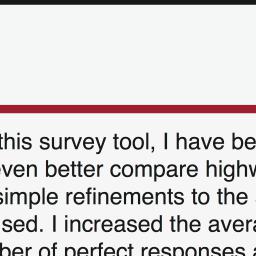 this survey tool, I have be
even better compare highw
simple refinements to the
sed. I increased the avera
ber of perfect responses a